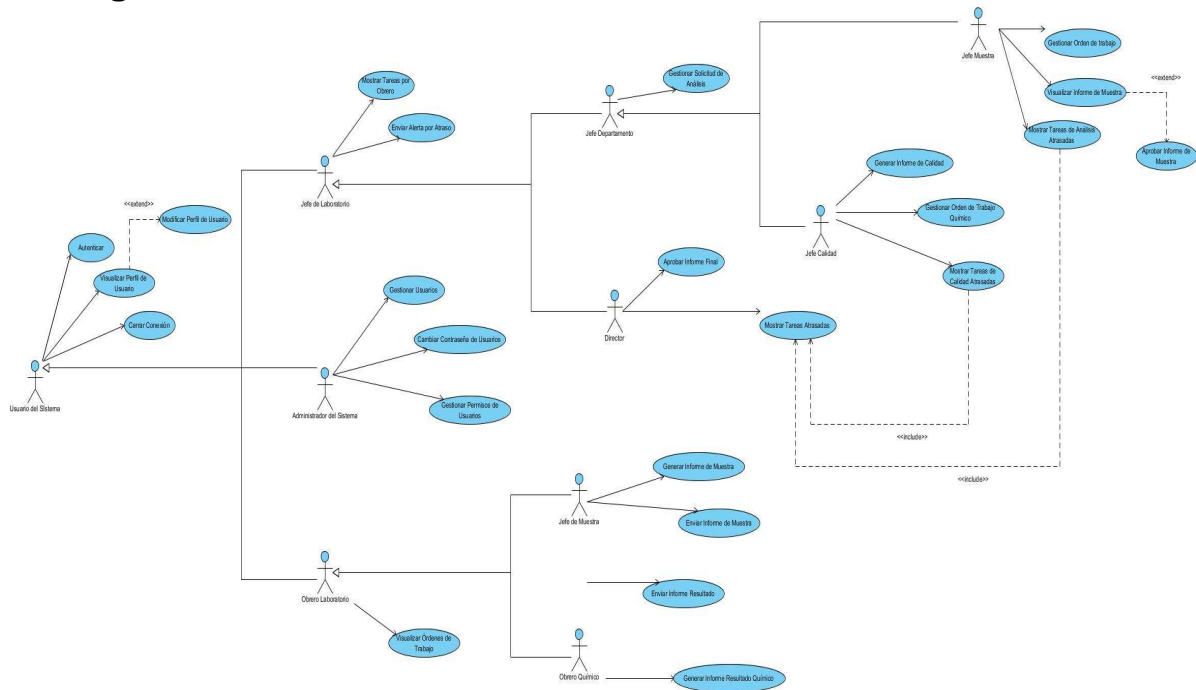 Jefe Muestra
Gestionar Orden de trabajo
<<extend>>
Visualizar Informe de Muestra
Mostrar Tareas de Análisis
Atrasadas
Aprobar Informe de
Muestra
Gestionar Solicitud de
Análisis
Jefe Departamento
Mostrar Tareas por
Obrero
Enviar Alerta por Atraso
Jefe de Laboratorio
Generar Informe de Calidad
Gestionar Orden de Trabajo
Químico
Jefe Calidad
Mostrar Tareas de
Calidad Atrasadas
<<extend>>
Modificar Perfil de Usuario
Autenticar
Visualizar Perfil de
Usuario
Cerrar Conexión
Usuario del Sistema
Aprobar Informe Final
Director
Mostrar Tareas Atrasadas
Gestionar Usuarios
Cambiar Contraseña de Usuarios
Gestionar Permisce de
Usuarios
Administrador del Sistema
<<include>>
<<include>>
Generar Informe de Muestra
Jefe de Muestra
Enviar Informe de Muestra
Enviar Informe Resultado
Obrero Laboratorio
Visualizar Ordenes de
Trabajo
Obrero Químico
Generar Informe Resultado Químico